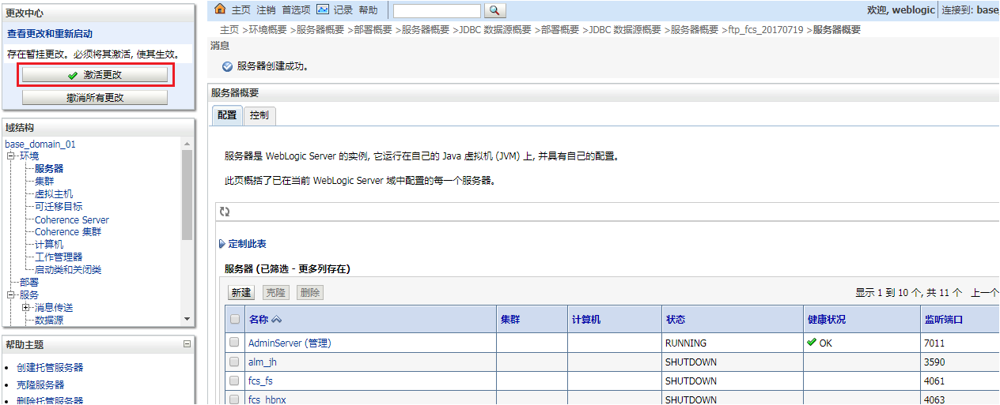 更改中心
查看更改和重新启动
存在暂挂更改。必须将其激活, 使其生效。
激活更改
撤消所有更改
域结构
base_domain_01
环境
服务器
集群
虚拟主机
可迁移目标
Coherence Server
Coherence 集群
计算机
工作管理器
启动类和关闭类
部署
服务
消息传送
数据源
帮助主题
创建托管服务器
克隆服务器
删除托管服务器
主页 注销 首选项 记录 帮助
欢迎, weblogic 连接到: base_
主页 >环境概要 >服务器概要 >部署概要 >服务器概要 >JDBC 数据源概要 >部署概要 >JDBC 数据源概要 >服务器概要 >ftp_fcs_20170719 >服务器概要
消息
服务器创建成功。
服务器概要
配置 控制
服务器是 WebLogic Server 的实例, 它运行在自己的 Java 虚拟机 (JVM) 上, 并具有自己的配置。
此页概括了已在当前 WebLogic Server 域中配置的每一个服务器。
定制此表
服务器 (已筛选 - 更多列存在)
新建 克隆 删除 显示 1 到 10 个, 共 11 个 上一个
名称 集群 计算机 状态 健康状况 监听端口
AdminServer (管理) RUNNING OK 7011
alm_jh SHUTDOWN 3590
fcs_fs SHUTDOWN 4061
fcs_hbnx SHUTDOWN 4063